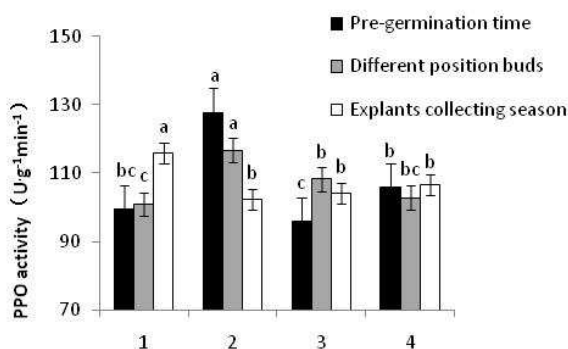 PPO activity（U·g⁻¹min⁻¹）
150
130
110
90
70
Pre-germination time
Different position buds
Explants collecting season
bc c a
a a b
c b b
b bc b
1 2 3 4